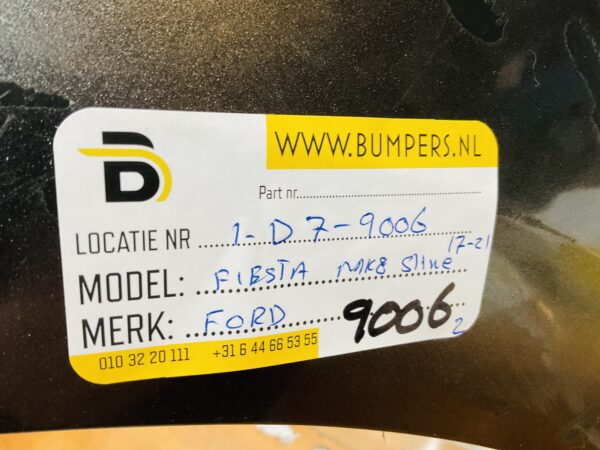 WWW.BUMPERS.NL
B
Part nr.
LOCATIE NR 1-D7-9006
17-21
MODEL: FIESTA MK8 Sline
MERK: FORD
9006
2
010 32 20 111 +31 6 44 66 53 55